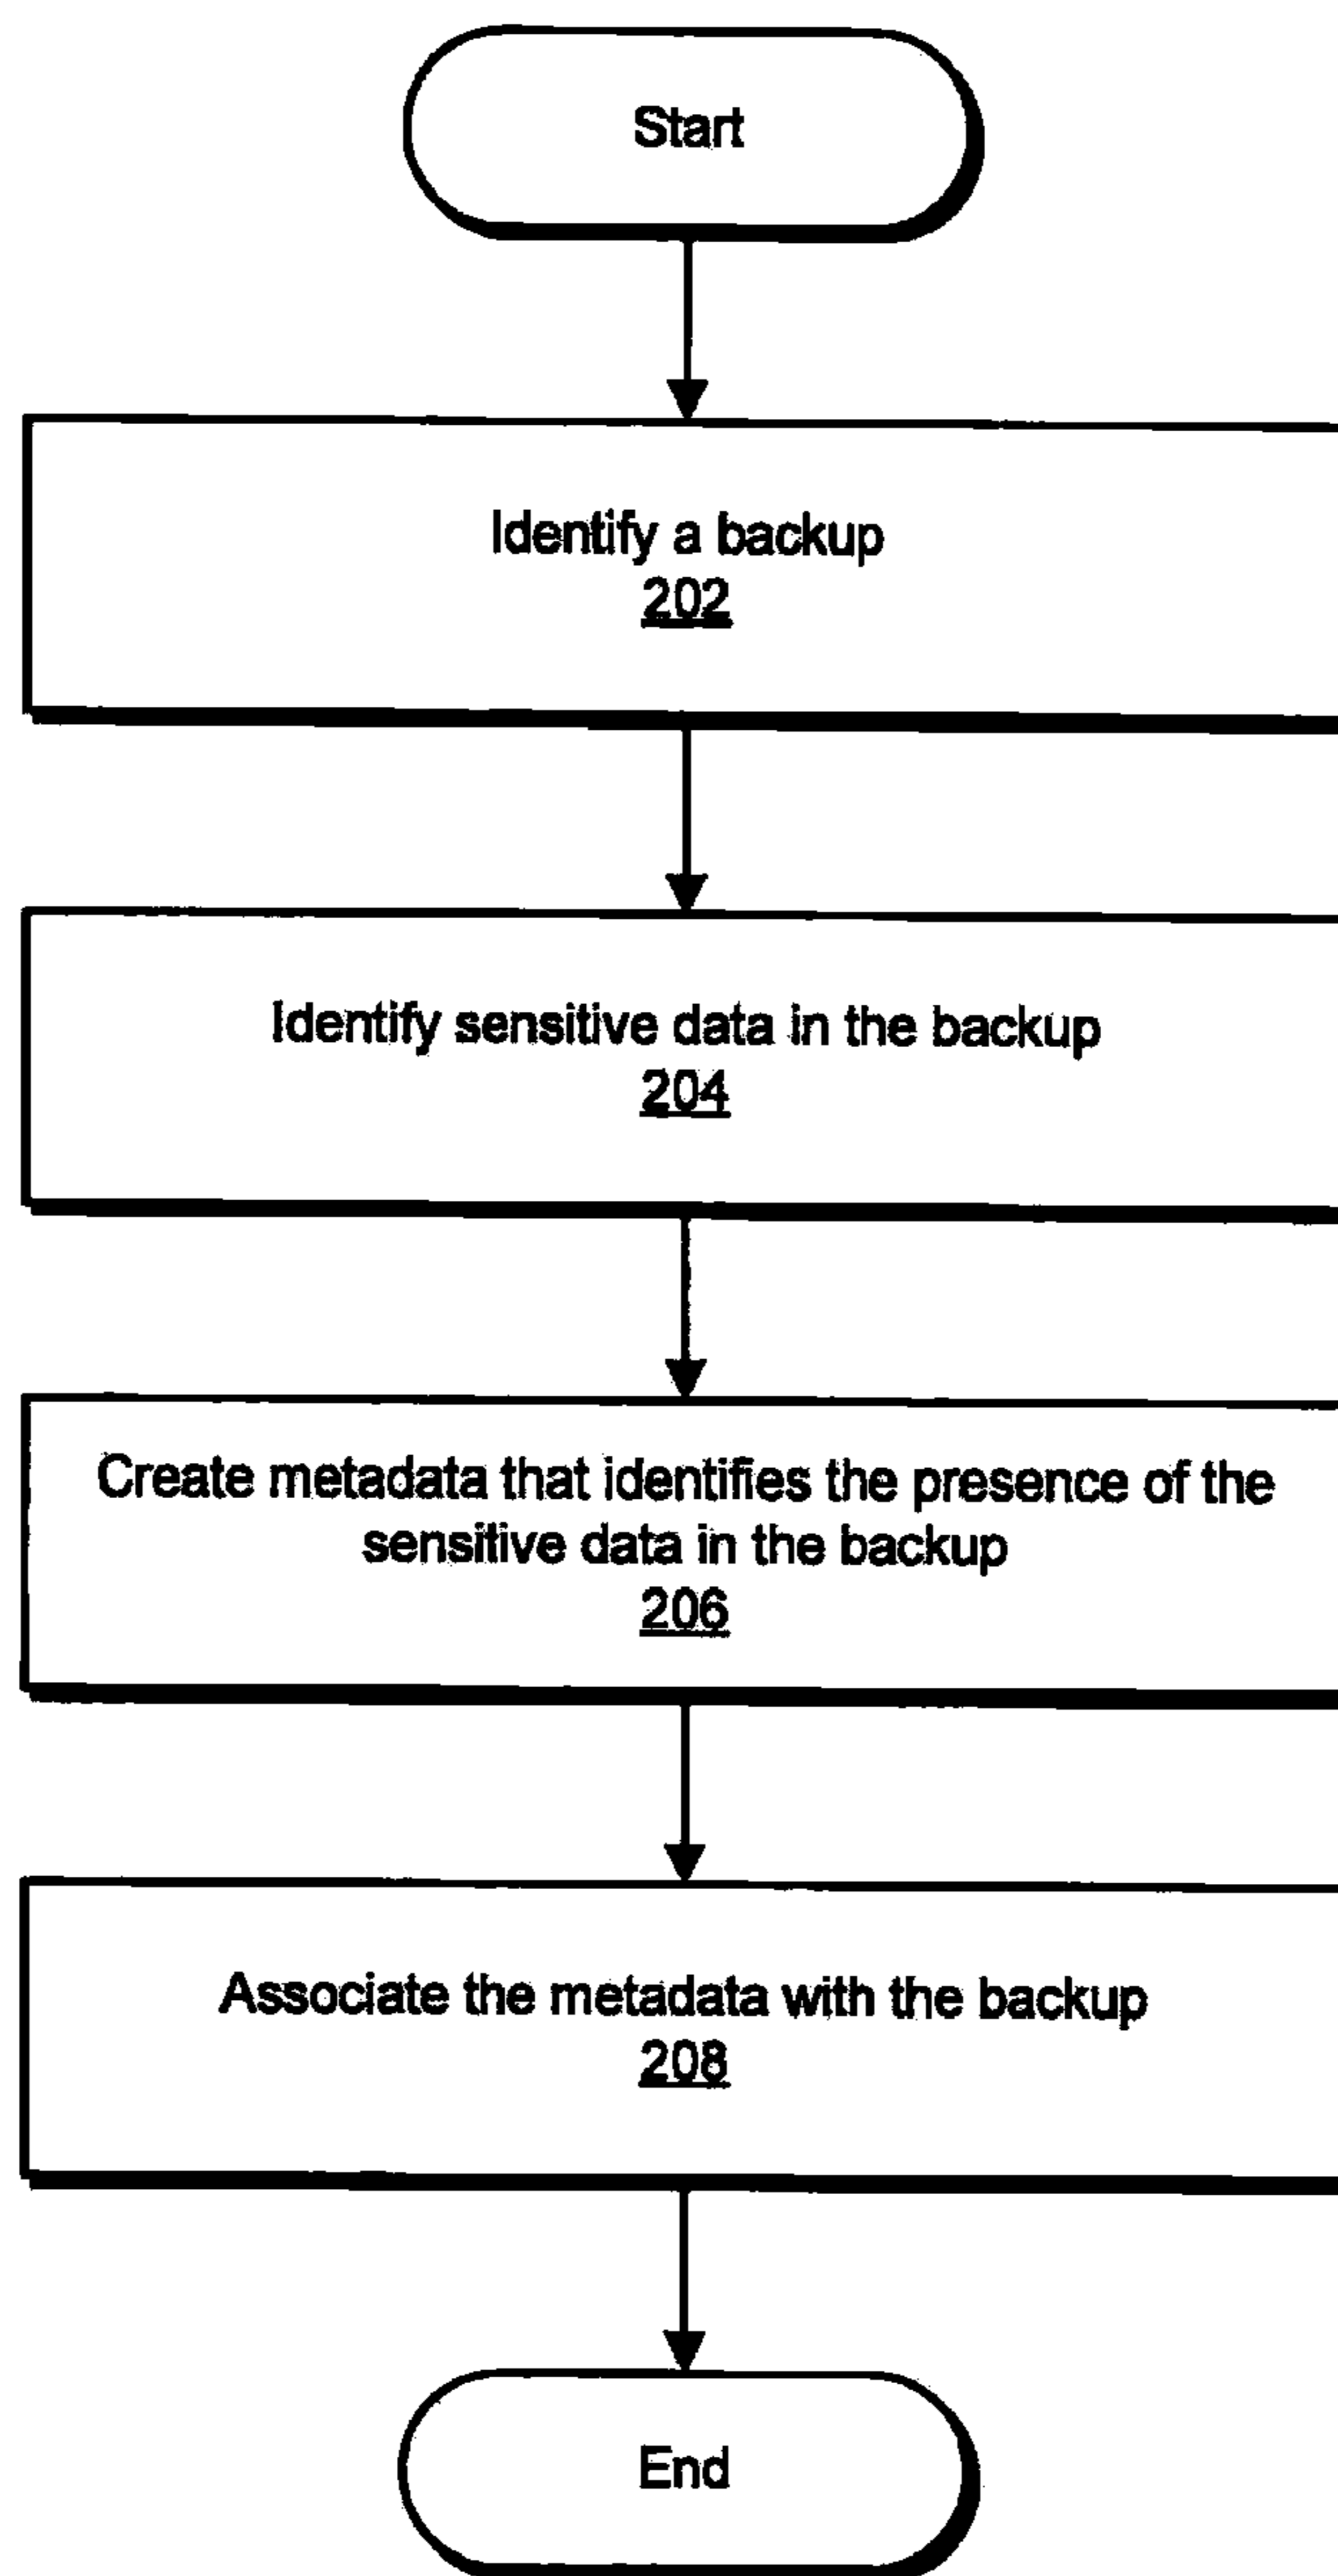 Start
Identify a backup
202
Identify sensitive data in the backup
204
Create metadata that identifies the presence of the
sensitive data in the backup
206
Associate the metadata with the backup
208
End